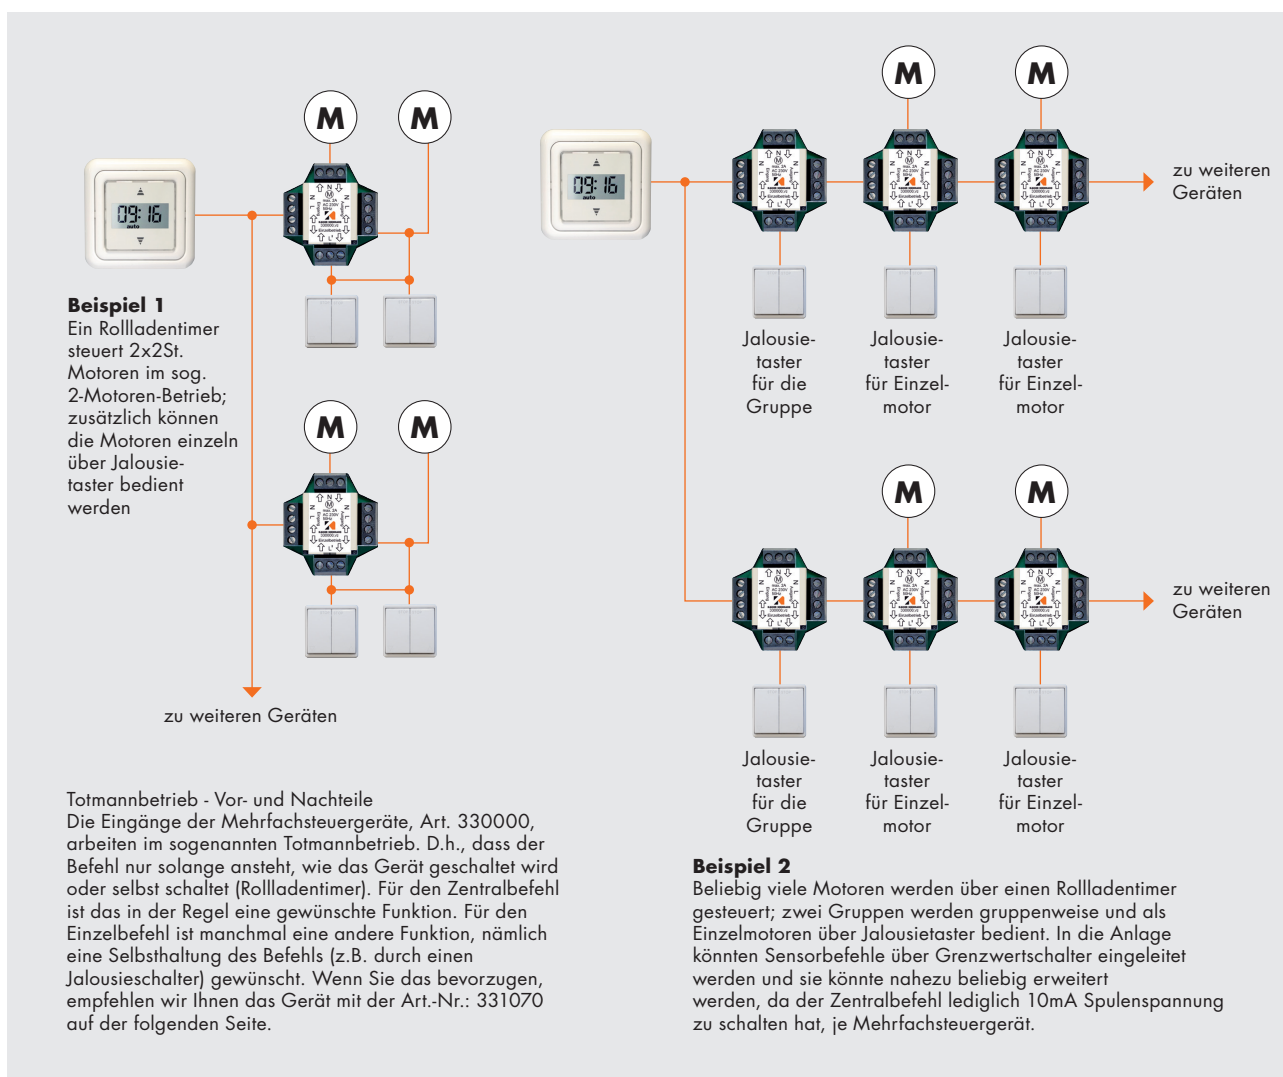 M
M
09:16
auto
Beispiel 1
Ein Rollladentimer
steuert 2x2St.
Motoren im sog.
2-Motoren-Betrieb;
zusätzlich können
die Motoren einzeln
über Jalousie-
taster bedient
werden
M
M
zu weiteren Geräten
Totmannbetrieb - Vor- und Nachteile
Die Eingänge der Mehrfachsteuergeräte, Art. 330000,
arbeiten im sogenannten Totmannbetrieb. D.h., dass der
Befehl nur solange ansteht, wie das Gerät geschaltet wird
oder selbst schaltet (Rollladentimer). Für den Zentralbefehl
ist das in der Regel eine gewünschte Funktion. Für den
Einzelbefehl ist manchmal eine andere Funktion, nämlich
eine Selbsthaltung des Befehls (z.B. durch einen
Jalousieschalter) gewünscht. Wenn Sie das bevorzugen,
empfehlen wir Ihnen das Gerät mit der Art.-Nr.: 331070
auf der folgenden Seite.
M
M
09:16
auto
zu weiteren
Geräten
Jalousie-
taster
für die
Gruppe
Jalousie-
taster
für Einzel-
motor
Jalousie-
taster
für Einzel-
motor
M
M
zu weiteren
Geräten
Jalousie-
taster
für die
Gruppe
Jalousie-
taster
für Einzel-
motor
Jalousie-
taster
für Einzel-
motor
Beispiel 2
Beliebig viele Motoren werden über einen Rollladentimer
gesteuert; zwei Gruppen werden gruppenweise und als
Einzelmotoren über Jalousietaster bedient. In die Anlage
könnten Sensorbefehle über Grenzwertschalter eingeleitet
werden und sie könnte nahezu beliebig erweitert
werden, da der Zentralbefehl lediglich 10mA Spulenspannung
zu schalten hat, je Mehrfachsteuergerät.